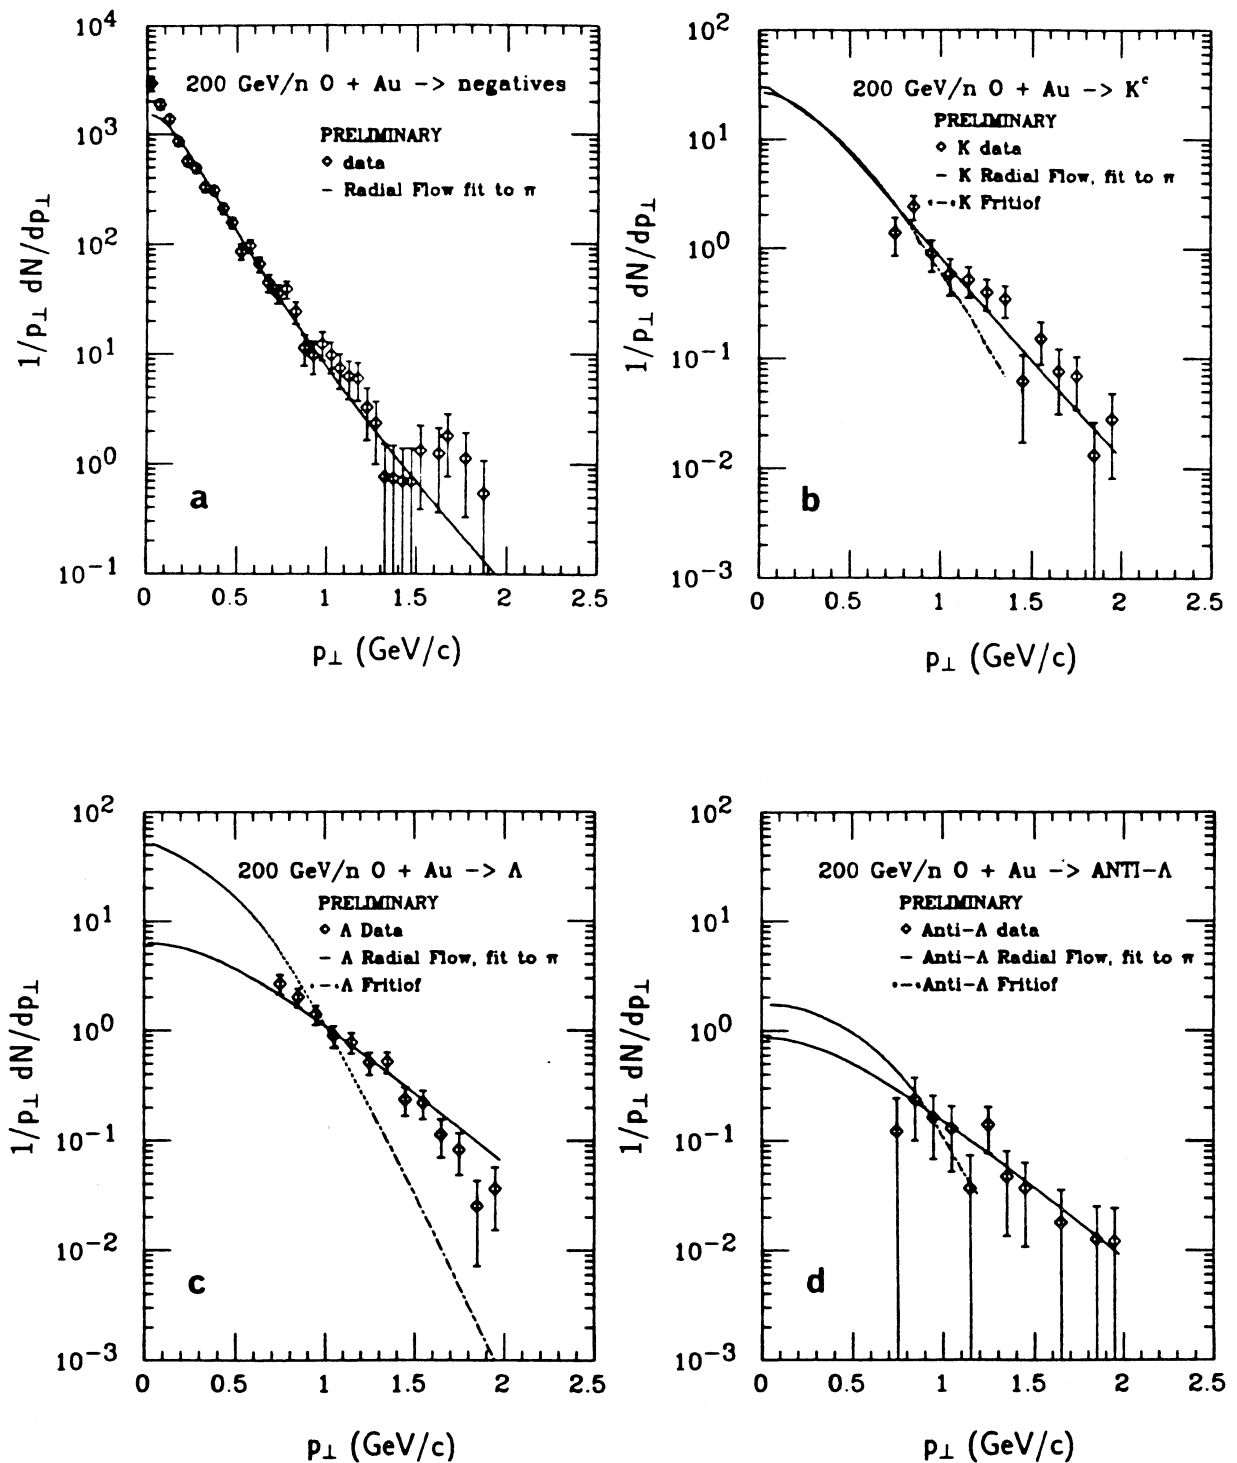 10⁴
200 GeV/n O + Au -> negatives
PRELIMINARY
data
– Radial Flow fit to π
10³
10²
10¹
10⁰
10⁻¹
1/p⊥ dN/dp⊥
a
0 0.5 1 1.5 2 2.5
p⊥ (GeV/c)
10²
200 GeV/n O + Au -> Kᶜ
PRELIMINARY
K data
– K Radial Flow, fit to π
K Fritiof
10¹
10⁰
10⁻¹
10⁻²
10⁻³
1/p⊥ dN/dp⊥
b
0 0.5 1 1.5 2 2.5
p⊥ (GeV/c)
10²
200 GeV/n O + Au -> Λ
PRELIMINARY
Λ Data
– Λ Radial Flow, fit to π
Λ Fritiof
10¹
10⁰
10⁻¹
10⁻²
10⁻³
1/p⊥ dN/dp⊥
c
0 0.5 1 1.5 2 2.5
p⊥ (GeV/c)
10²
200 GeV/n O + Au -> ANTI-Λ
PRELIMINARY
Anti-Λ data
– Anti-Λ Radial Flow, fit to π
Anti-Λ Fritiof
10¹
10⁰
10⁻¹
10⁻²
10⁻³
1/p⊥ dN/dp⊥
d
0 0.5 1 1.5 2 2.5
p⊥ (GeV/c)